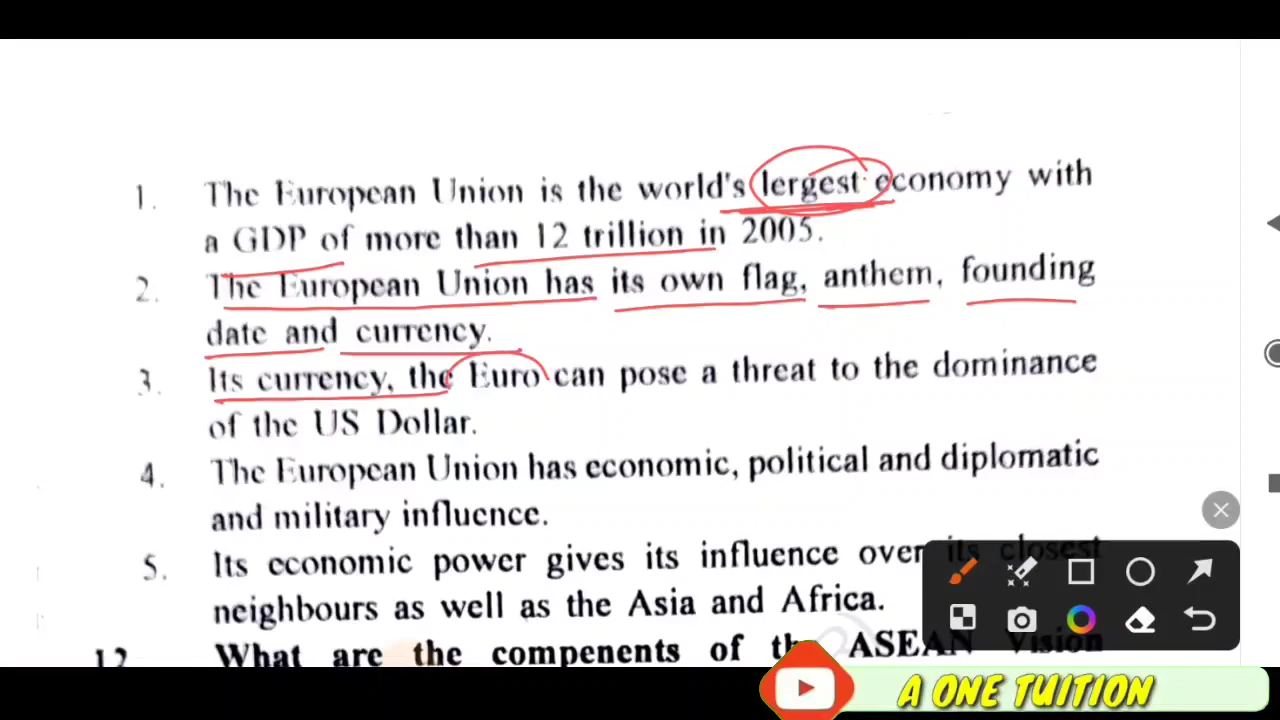 1. The European Union is the world's lergest economy with
a GDP of more than 12 trillion in 2005.
2. The European Union has its own flag, anthem, founding
date and currency.
3. Its currency, the Euro can pose a threat to the dominance
of the US Dollar.
4. The European Union has economic, political and diplomatic
and military influence.
5. Its economic power gives its influence over its closest
neighbours as well as the Asia and Africa.
12. What are the compenents of the ASEAN Vision
A ONE TUITION